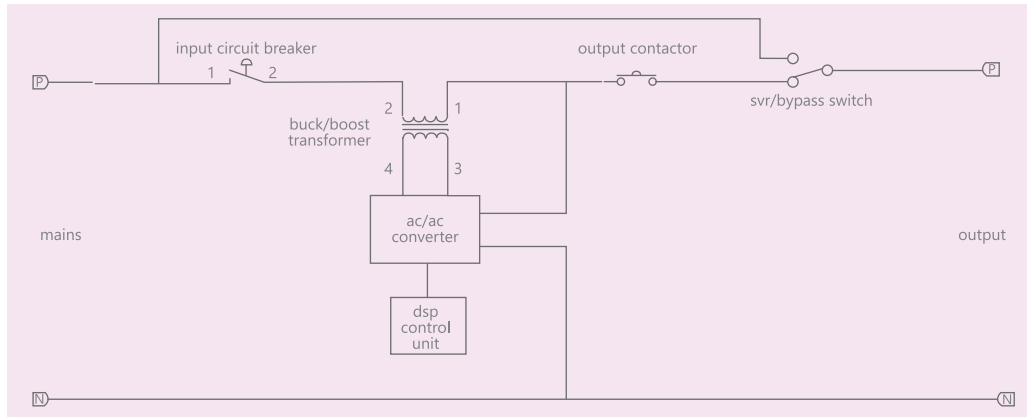 input circuit breaker
output contactor
1
2
P
P
svr/bypass switch
2
1
buck/boost
transformer
4
3
ac/ac
converter
mains
output
dsp
control
unit
N
N